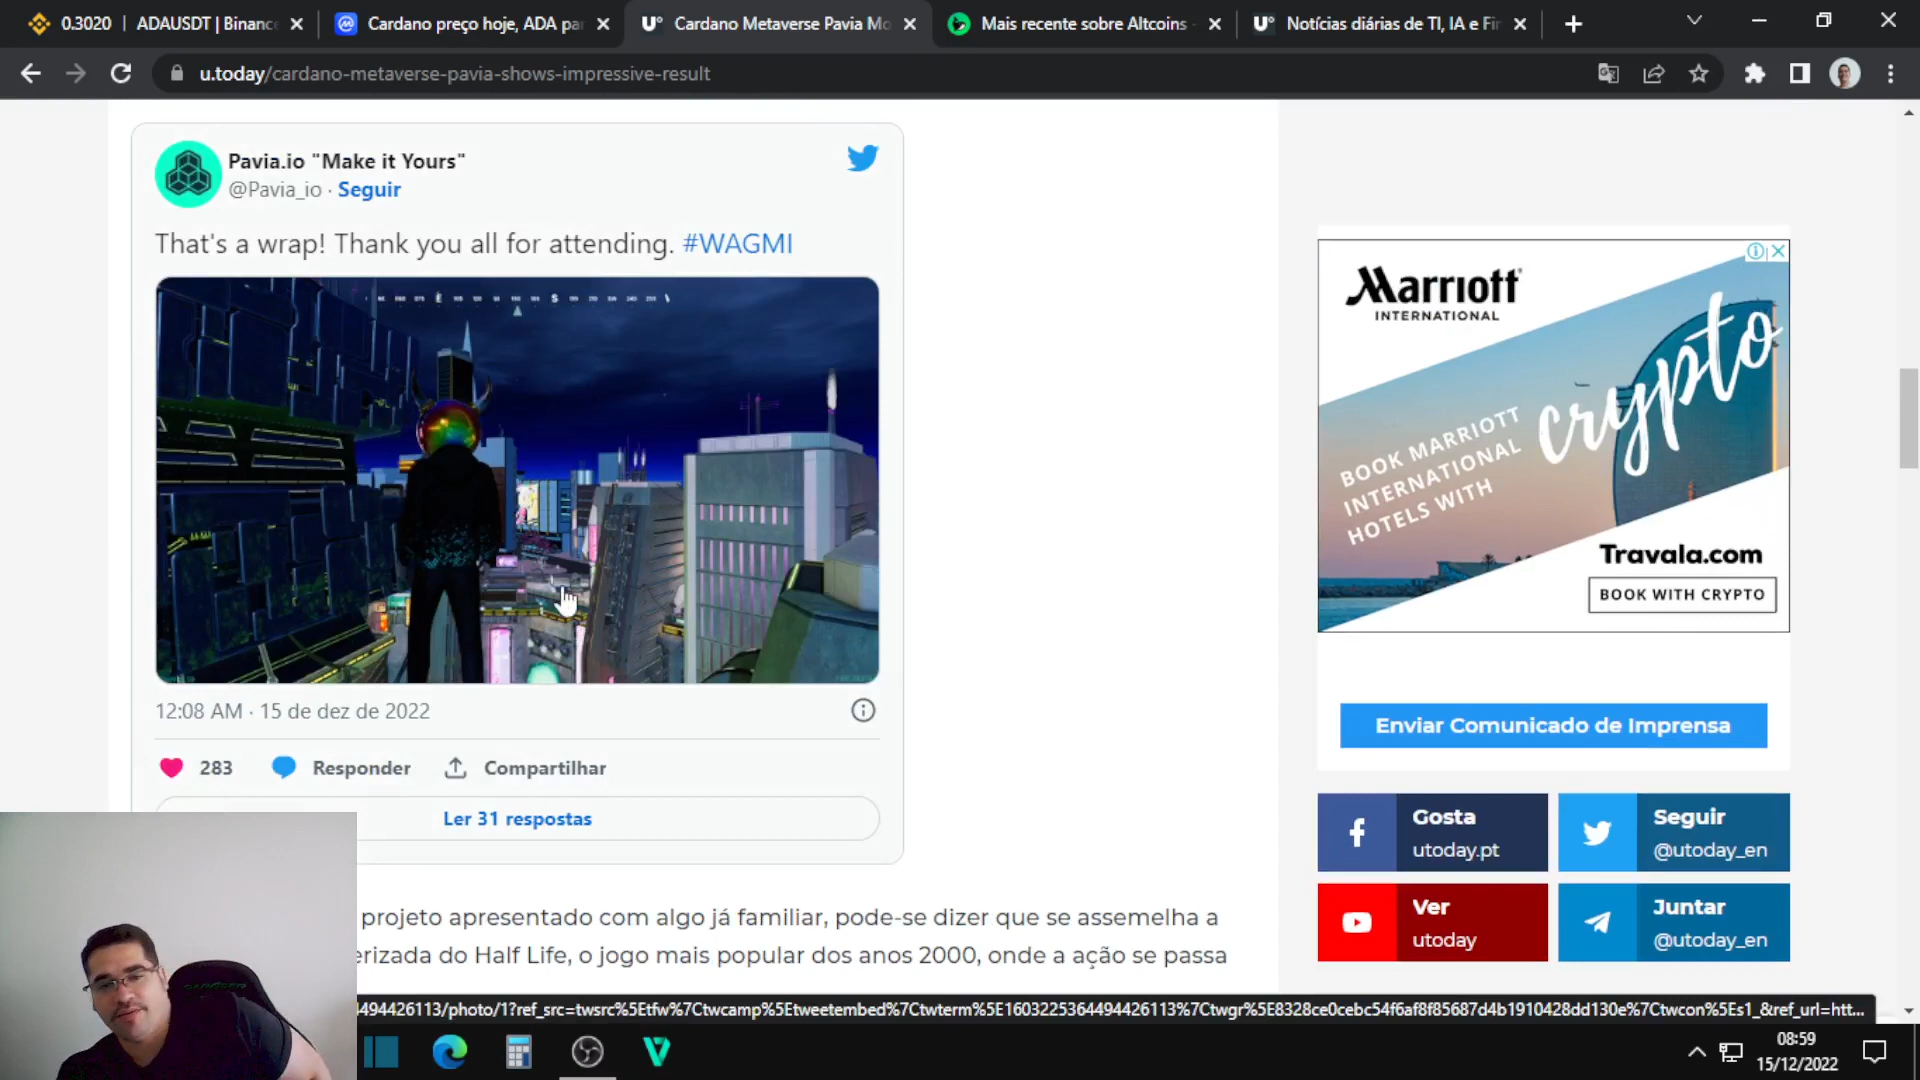 0.3020
ADAUSDT | Binance
Cardano preço hoje, ADA pa
U°
Cardano Metaverse Pavia Mo
Mais recente sobre Altcoins -
U°
Notícias diárias de TI, IA e Fin
u.today/cardano-metaverse-pavia-shows-impressive-result
Pavia.io "Make it Yours"
@Pavia_io · Seguir
That's a wrap! Thank you all for attending. #WAGMI
12:08 AM · 15 de dez de 2022
283
Responder
Compartilhar
Ler 31 respostas
projeto apresentado com algo já familiar, pode-se dizer que se assemelha a
erizada do Half Life, o jogo mais popular dos anos 2000, onde a ação se passa
Marriott
INTERNATIONAL
BOOK MARRIOTT
INTERNATIONAL
HOTELS WITH
crypto
Travala.com
BOOK WITH CRYPTO
Enviar Comunicado de Imprensa
Gosta
utoday.pt
Seguir
@utoday_en
Ver
utoday
Juntar
@utoday_en
4494426113/photo/1?ref_src=twsrc%5Etfw%7Ctwcamp%5Etweetembed%7Ctwterm%5E1603225364494426113%7Ctwgr%5E8328ce0cebc54f6af8f85687d4b1910428dd130e%7Ctwcon%5Es1_&ref_url=htt...
08:59
15/12/2022